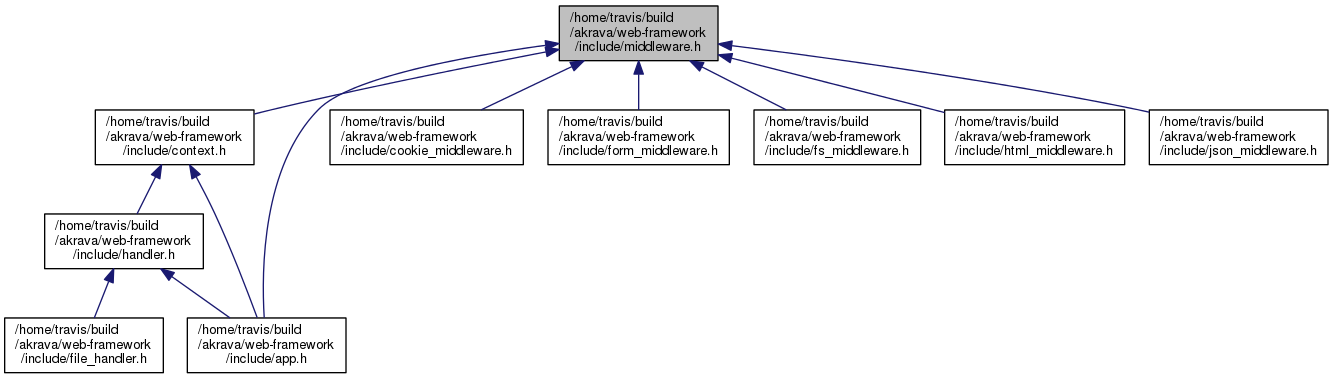 /home/travis/build
/akrava/web-framework
/include/middleware.h
/home/travis/build
/akrava/web-framework
/include/context.h
/home/travis/build
/akrava/web-framework
/include/cookie_middleware.h
/home/travis/build
/akrava/web-framework
/include/form_middleware.h
/home/travis/build
/akrava/web-framework
/include/fs_middleware.h
/home/travis/build
/akrava/web-framework
/include/html_middleware.h
/home/travis/build
/akrava/web-framework
/include/json_middleware.h
/home/travis/build
/akrava/web-framework
/include/handler.h
/home/travis/build
/akrava/web-framework
/include/file_handler.h
/home/travis/build
/akrava/web-framework
/include/app.h